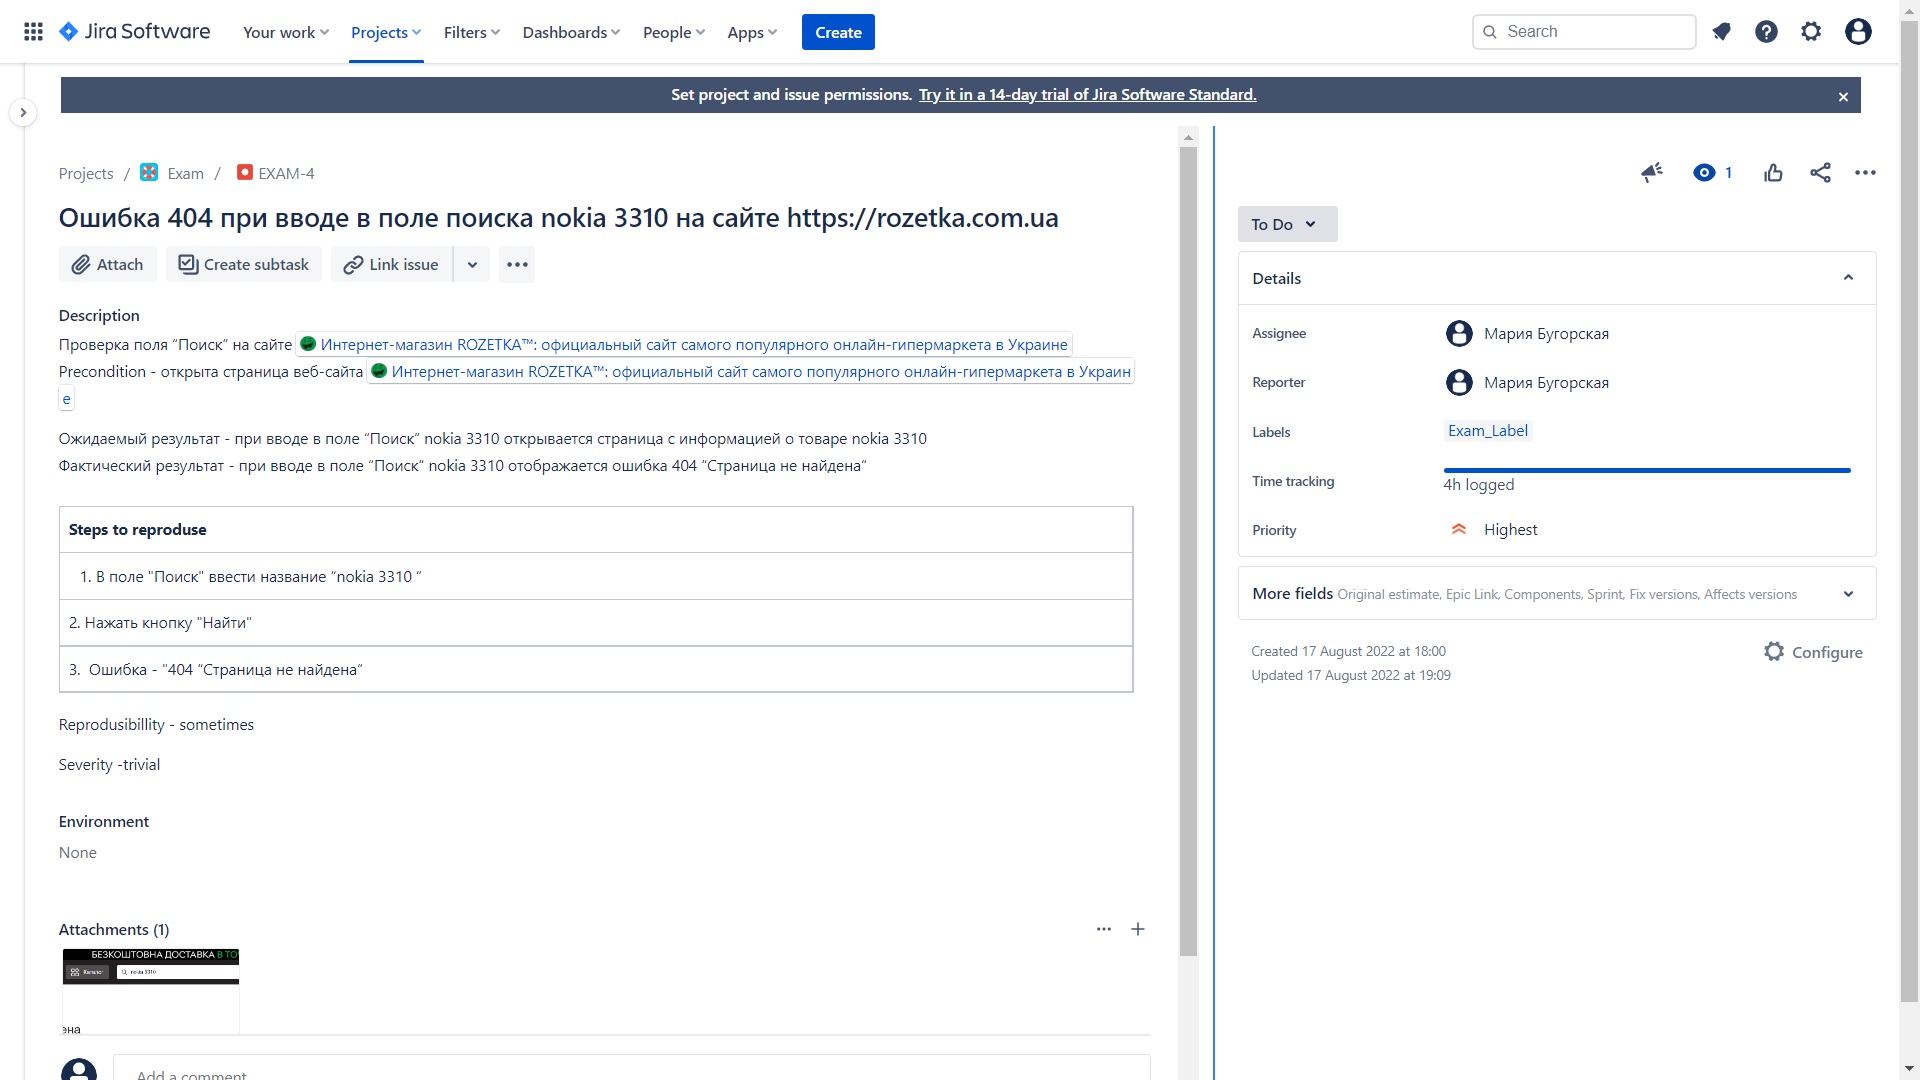 Jira Software Your work Projects Filters Dashboards People Apps Create Search
Set project and issue permissions. Try it in a 14-day trial of Jira Software Standard.
Projects / Exam / EXAM-4
1
Ошибка 404 при вводе в поле поиска nokia 3310 на сайте https://rozetka.com.ua
To Do
Attach Create subtask Link issue
Description
Проверка поля “Поиск” на сайте Интернет-магазин ROZETKA™: официальный сайт самого популярного онлайн-гипермаркета в Украине
Precondition - открыта страница веб-сайта Интернет-магазин ROZETKA™: официальный сайт самого популярного онлайн-гипермаркета в Украин
е
Ожидаемый результат - при вводе в поле “Поиск“ nokia 3310 открывается страница с информацией о товаре nokia 3310
Фактический результат - при вводе в поле “Поиск“ nokia 3310 отображается ошибка 404 “Страница не найдена“
Steps to reproduse
1. В поле "Поиск" ввести название “nokia 3310 “
2. Нажать кнопку "Найти"
3. Ошибка - "404 “Страница не найдена“
Reprodusibillity - sometimes
Severity -trivial
Environment
None
Attachments (1)
БЕЗКОШТОВНА ДОСТАВКА В ТО
Каталог nokia 3310
ена
Add a comment
Details
Assignee Мария Бугорская
Reporter Мария Бугорская
Labels Exam_Label
Time tracking 4h logged
Priority Highest
More fields Original estimate, Epic Link, Components, Sprint, Fix versions, Affects versions
Created 17 August 2022 at 18:00
Configure
Updated 17 August 2022 at 19:09